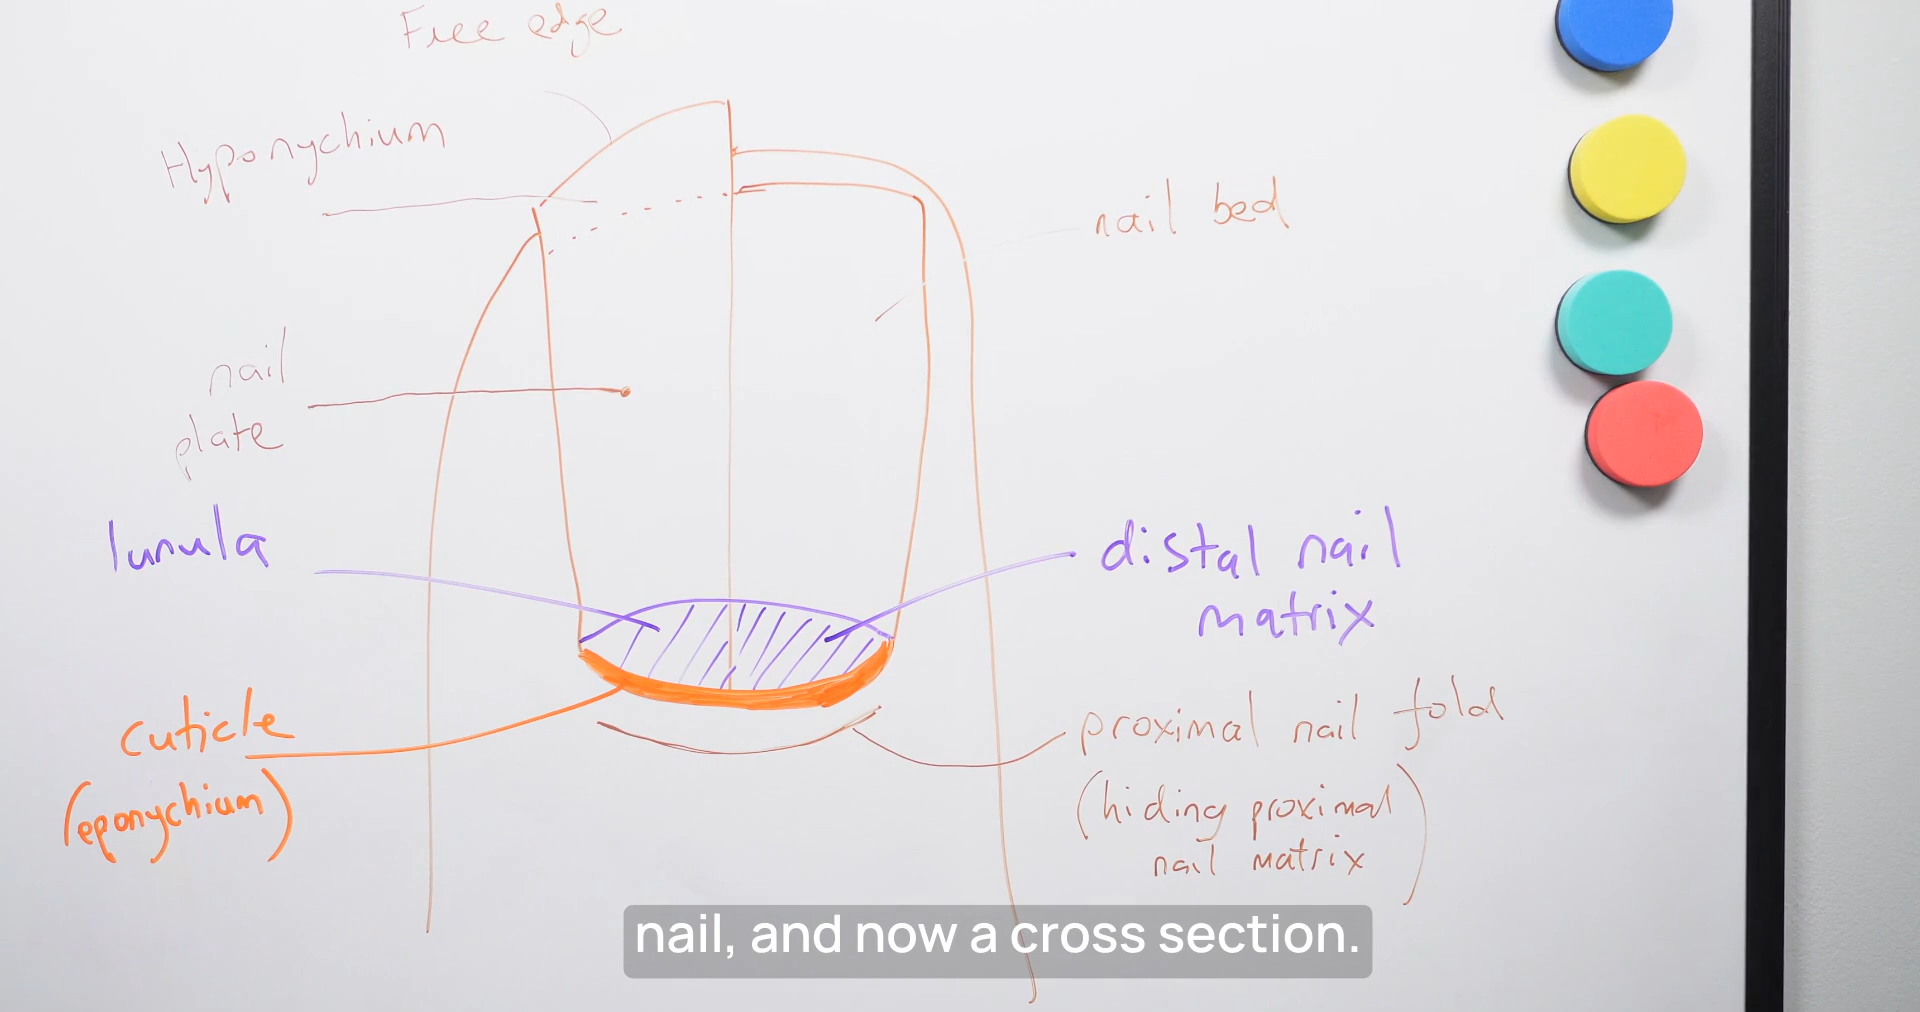 Free edge
Hyponychium
nail bed
nail
plate
lunula
distal nail
matrix
cuticle
(eponychium)
proximal nail fold
(hiding proximal
nail matrix)
nail, and now a cross section.